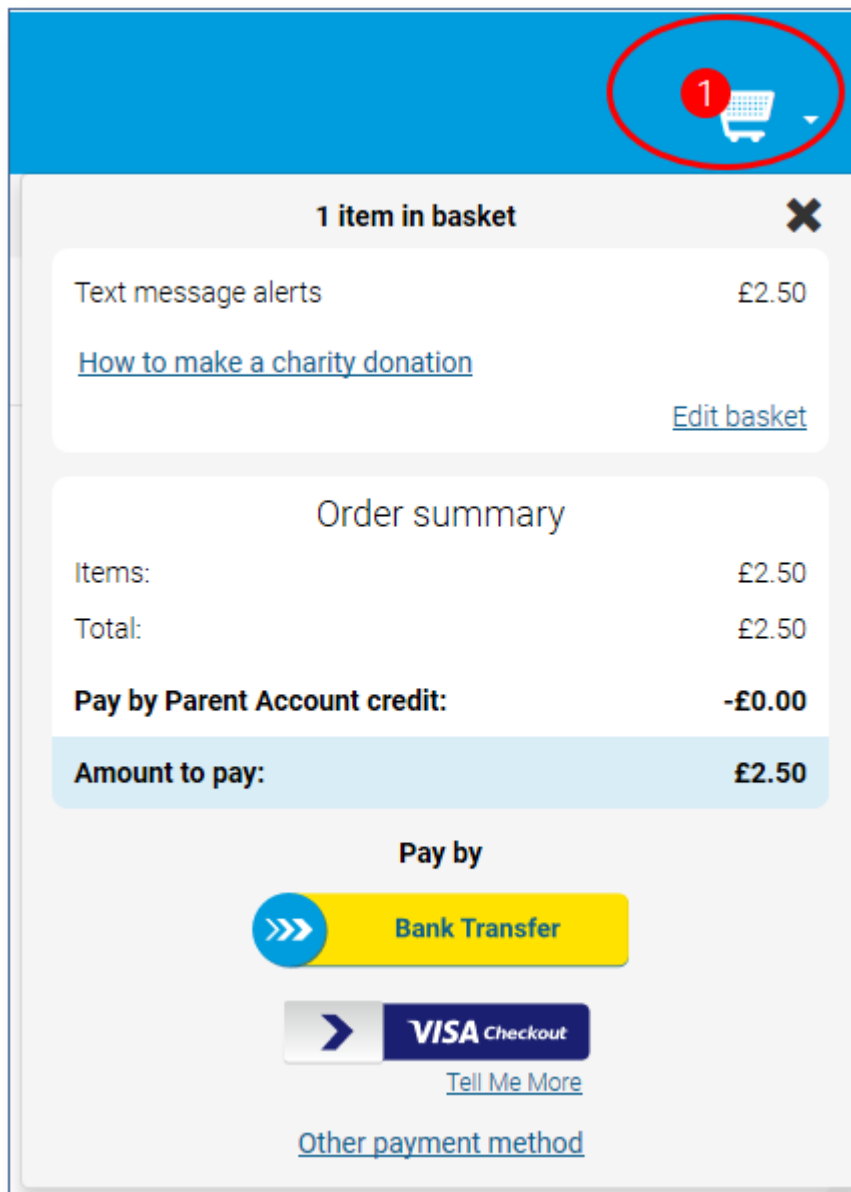 1
1 item in basket
Text message alerts £2.50
How to make a charity donation
Edit basket
Order summary
Items: £2.50
Total: £2.50
Pay by Parent Account credit: -£0.00
Amount to pay: £2.50
Pay by
Bank Transfer
VISA Checkout
Tell Me More
Other payment method